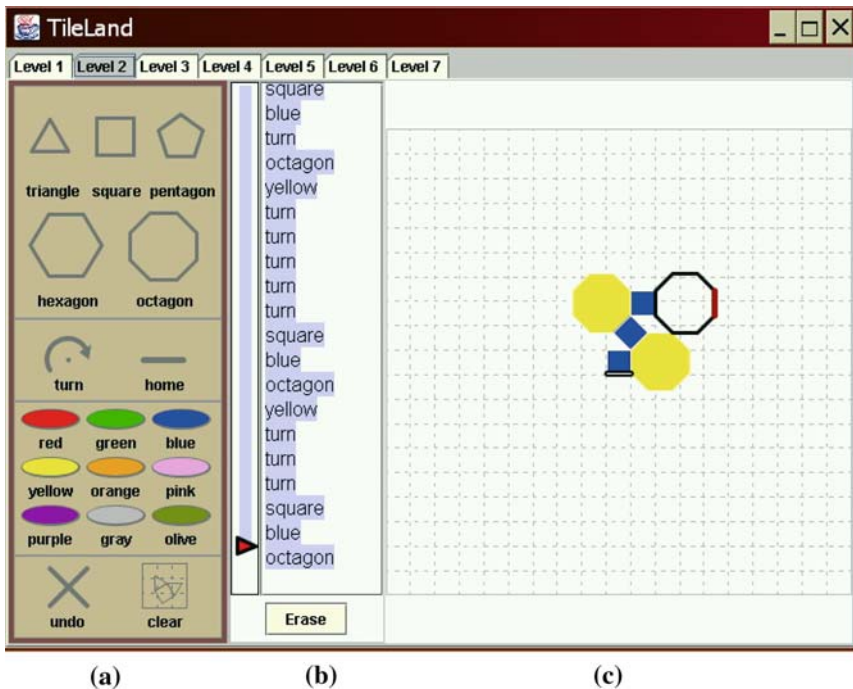 TileLand
Level 1 Level 2 Level 3 Level 4 Level 5 Level 6 Level 7
triangle square pentagon
hexagon octagon
turn home
red green blue
yellow orange pink
purple gray olive
undo clear
square
blue
turn
octagon
yellow
turn
turn
turn
turn
turn
square
blue
octagon
yellow
turn
turn
turn
square
blue
octagon
Erase
(a) (b) (c)